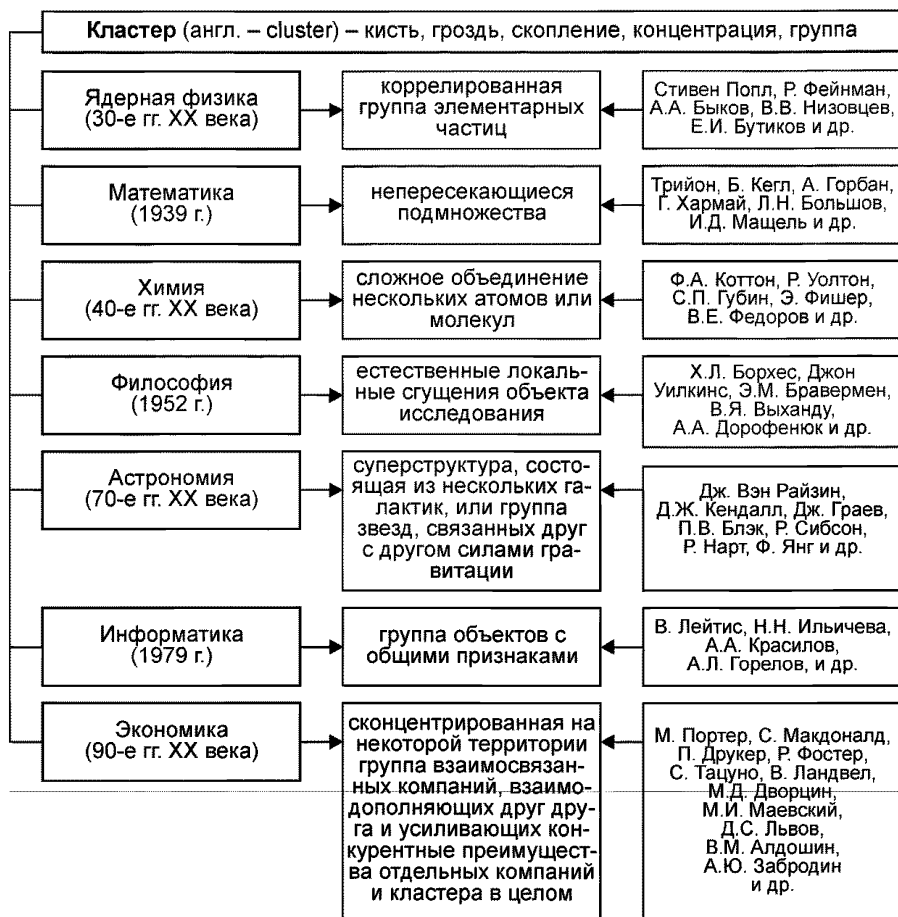 Кластер (англ. – cluster) – кисть, гроздь, скопление, концентрация, группа
Ядерная физика
(30-е гг. XX века)
коррелированная
группа элементарных
частиц
Стивен Попл, Р. Фейнман,
А.А. Быков, В.В. Низовцев,
Е.И. Бутиков и др.
Математика
(1939 г.)
непересекающиеся
подмножества
Трийон, Б. Кегл, А. Горбан,
Г. Хармай, Л.Н. Большов,
И.Д. Мащель и др.
Химия
(40-е гг. XX века)
сложное объединение
нескольких атомов или
молекул
Ф.А. Коттон, Р. Уолтон,
С.П. Губин, Э. Фишер,
В.Е. Федоров и др.
Философия
(1952 г.)
естественные локаль-
ные сгущения объекта
исследования
Х.Л. Борхес, Джон
Уилкинс, Э.М. Бравермен,
В.Я. Выханду,
А.А. Дорофенюк и др.
Астрономия
(70-е гг. XX века)
суперструктура, состо-
ящая из нескольких га-
лактик, или группа
звезд, связанных друг
с другом силами гра-
витации
Дж. Вэн Райзин,
Д.Ж. Кендалл, Дж. Граев,
П.В. Блэк, Р. Сибсон,
Р. Нарт, Ф. Янг и др.
Информатика
(1979 г.)
группа объектов с
общими признаками
В. Лейтис, Н.Н. Ильичева,
А.А. Красилов,
А.Л. Горелов, и др.
Экономика
(90-е гг. XX века)
сконцентрированная на
некоторой территории
группа взаимосвязан-
ных компаний, взаимо-
дополняющих друг дру-
га и усиливающих кон-
курентные преимущест-
ва отдельных компаний
и кластера в целом
М. Портер, С. Макдоналд,
П. Друкер, Р. Фостер,
С. Тацуно, В. Ландвел,
М.Д. Дворцин,
М.И. Маевский,
Д.С. Львов,
В.М. Алдошин,
А.Ю. Забродин
и др.